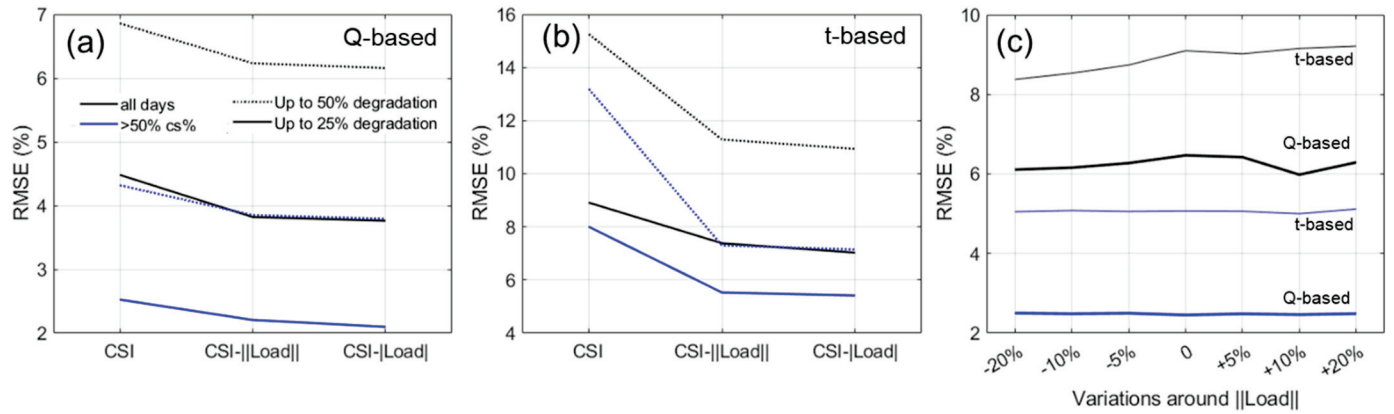 (a)
Q-based
7
6
5
4
3
2
RMSE (%)
all days
>50% cs%
Up to 50% degradation
Up to 25% degradation
CSI
CSI-||Load||
CSI-|Load|
(b)
t-based
16
14
12
10
8
6
4
RMSE (%)
CSI
CSI-||Load||
CSI-|Load|
(c)
10
8
6
4
2
RMSE (%)
t-based
Q-based
t-based
Q-based
-20%
-10%
-5%
0
+5%
+10%
+20%
Variations around ||Load||